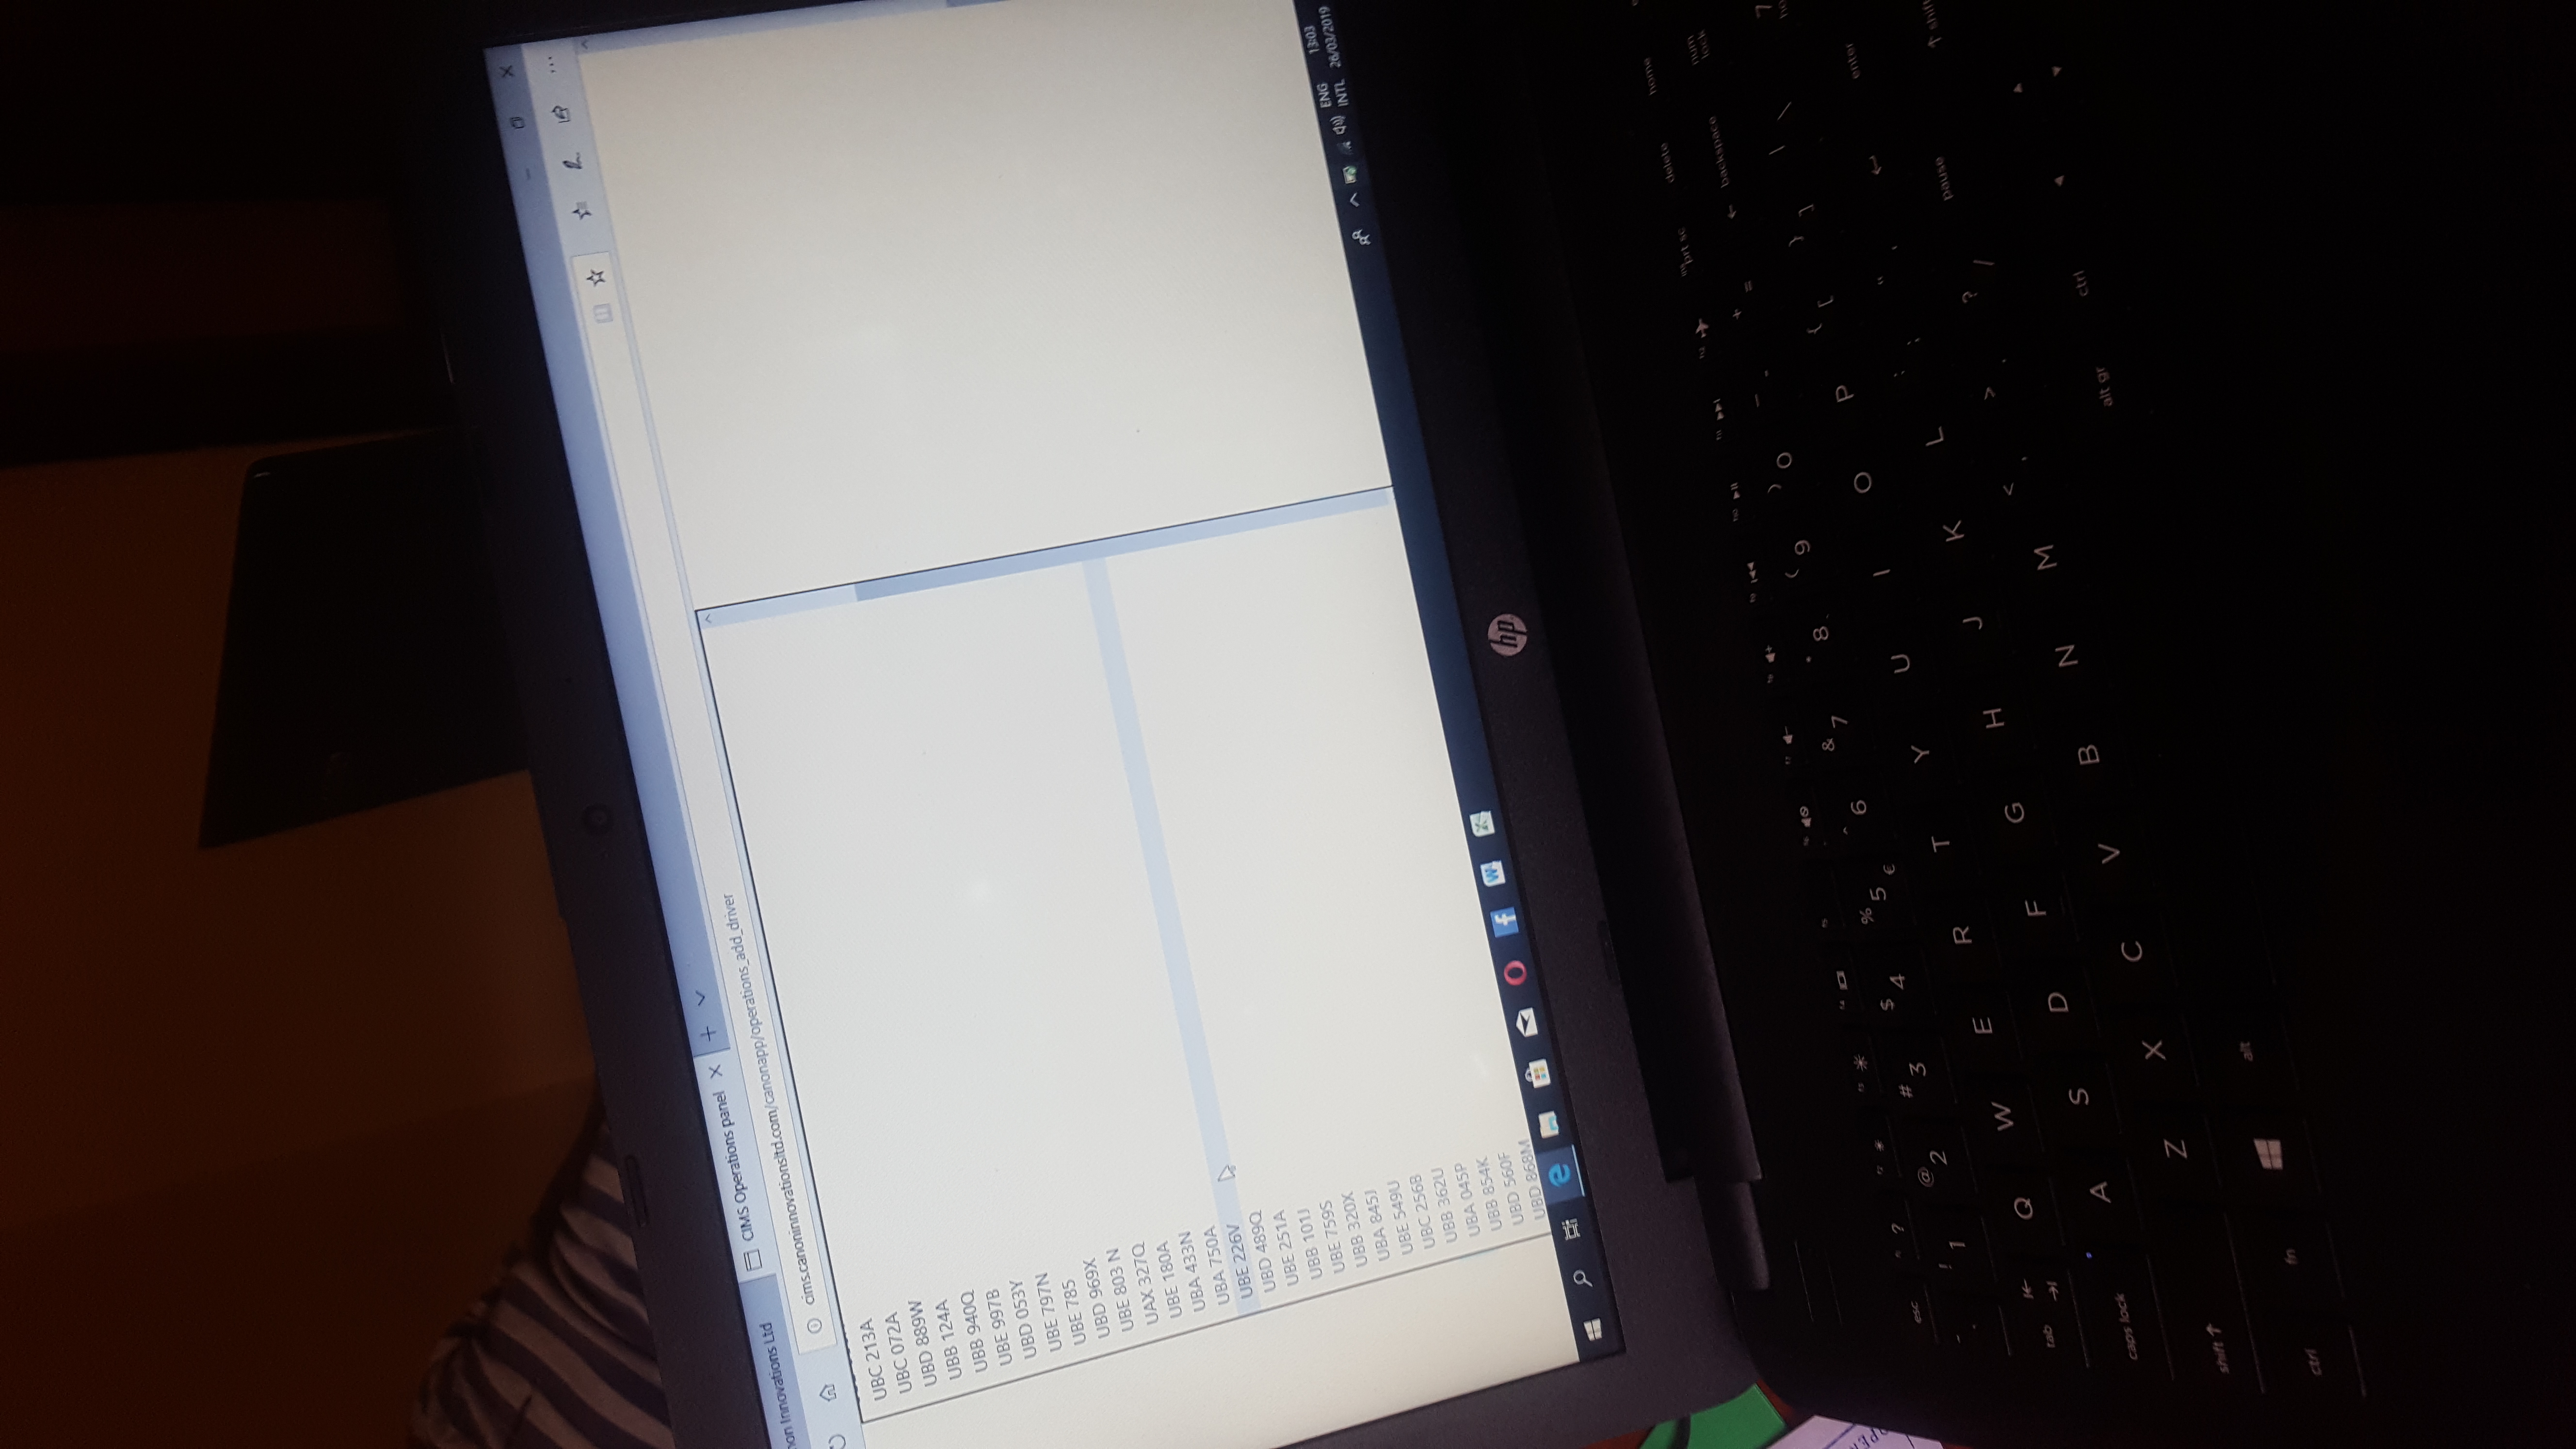 non Innovations Ltd
CIMS Operations panel
cims.canoninnovationsltd.com/canonapp/operations_add_driver
UBC 213A
UBC 072A
UBD 889W
UBB 124A
UBB 940Q
UBE 997B
UBD 053Y
UBE 797N
UBE 785
UBD 969X
UBE 803 N
UAX 327Q
UBE 180A
UBA 433N
UBA 750A
UBE 226V
UBD 489Q
UBE 251A
UBB 101J
UBE 759S
UBB 320X
UBA 845J
UBE 549U
UBC 256B
UBB 362U
UBA 045P
UBB 854K
UBD 560F
UBD 868M
ENG
INTL
13:03
26/03/2019
hp
esc
prt sc
delete
home
! 1
@ 2
# 3
$ 4
% 5 €
^ 6
& 7
* 8
( 9
) 0
_ -
+ =
backspace
num lock
tab
Q W E R T Y U I O P { [ } ] | \
7
caps lock
A S D F G H J K L : ; " '
enter
shift
Z X C V B N M < , > . ? /
pause
shift
ctrl
fn
alt
alt gr
ctrl